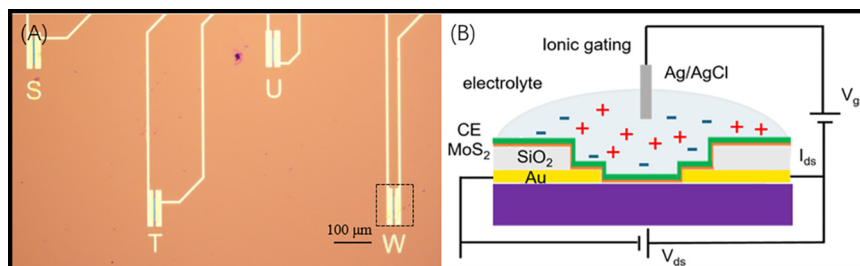 (A)
S
U
T
W
100 μm
(B)
Ionic gating
Ag/AgCl
electrolyte
Vg
CE
MoS2
SiO2
Ids
Au
Vds
+ + + + + + + + +
- - - - - - -